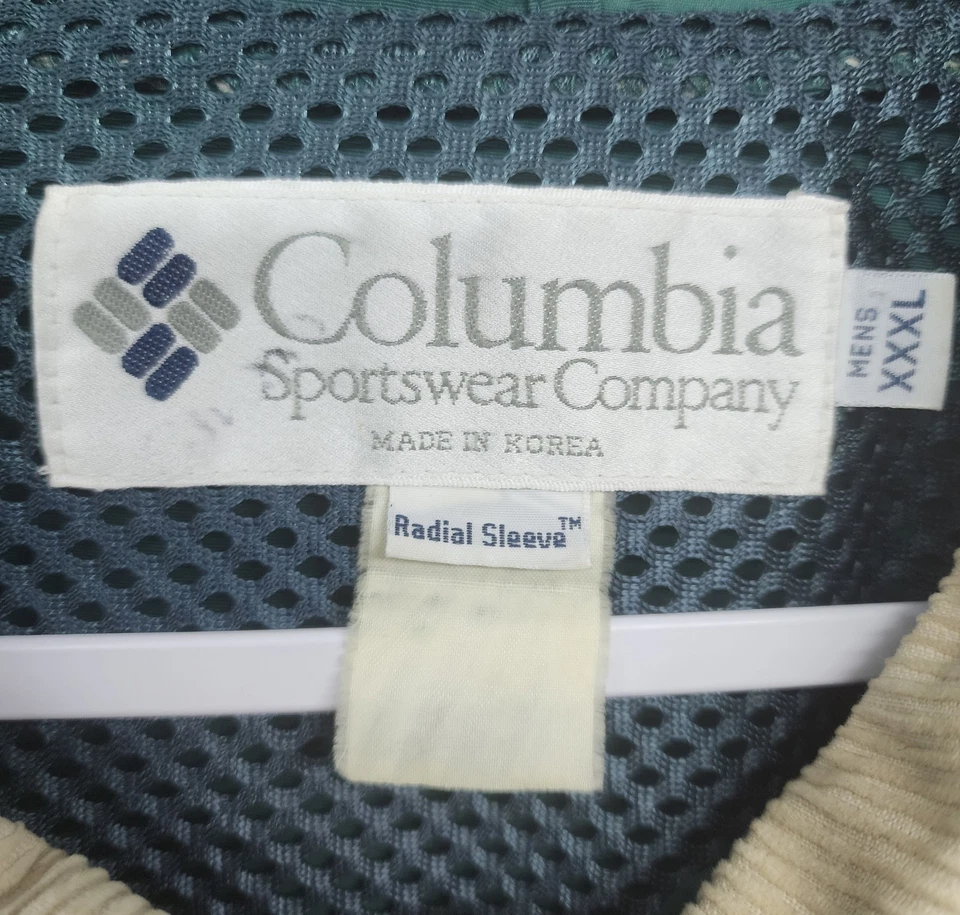 Columbia
Sportswear Company
MADE IN KOREA
MENS
XXXL
Radial Sleeve™